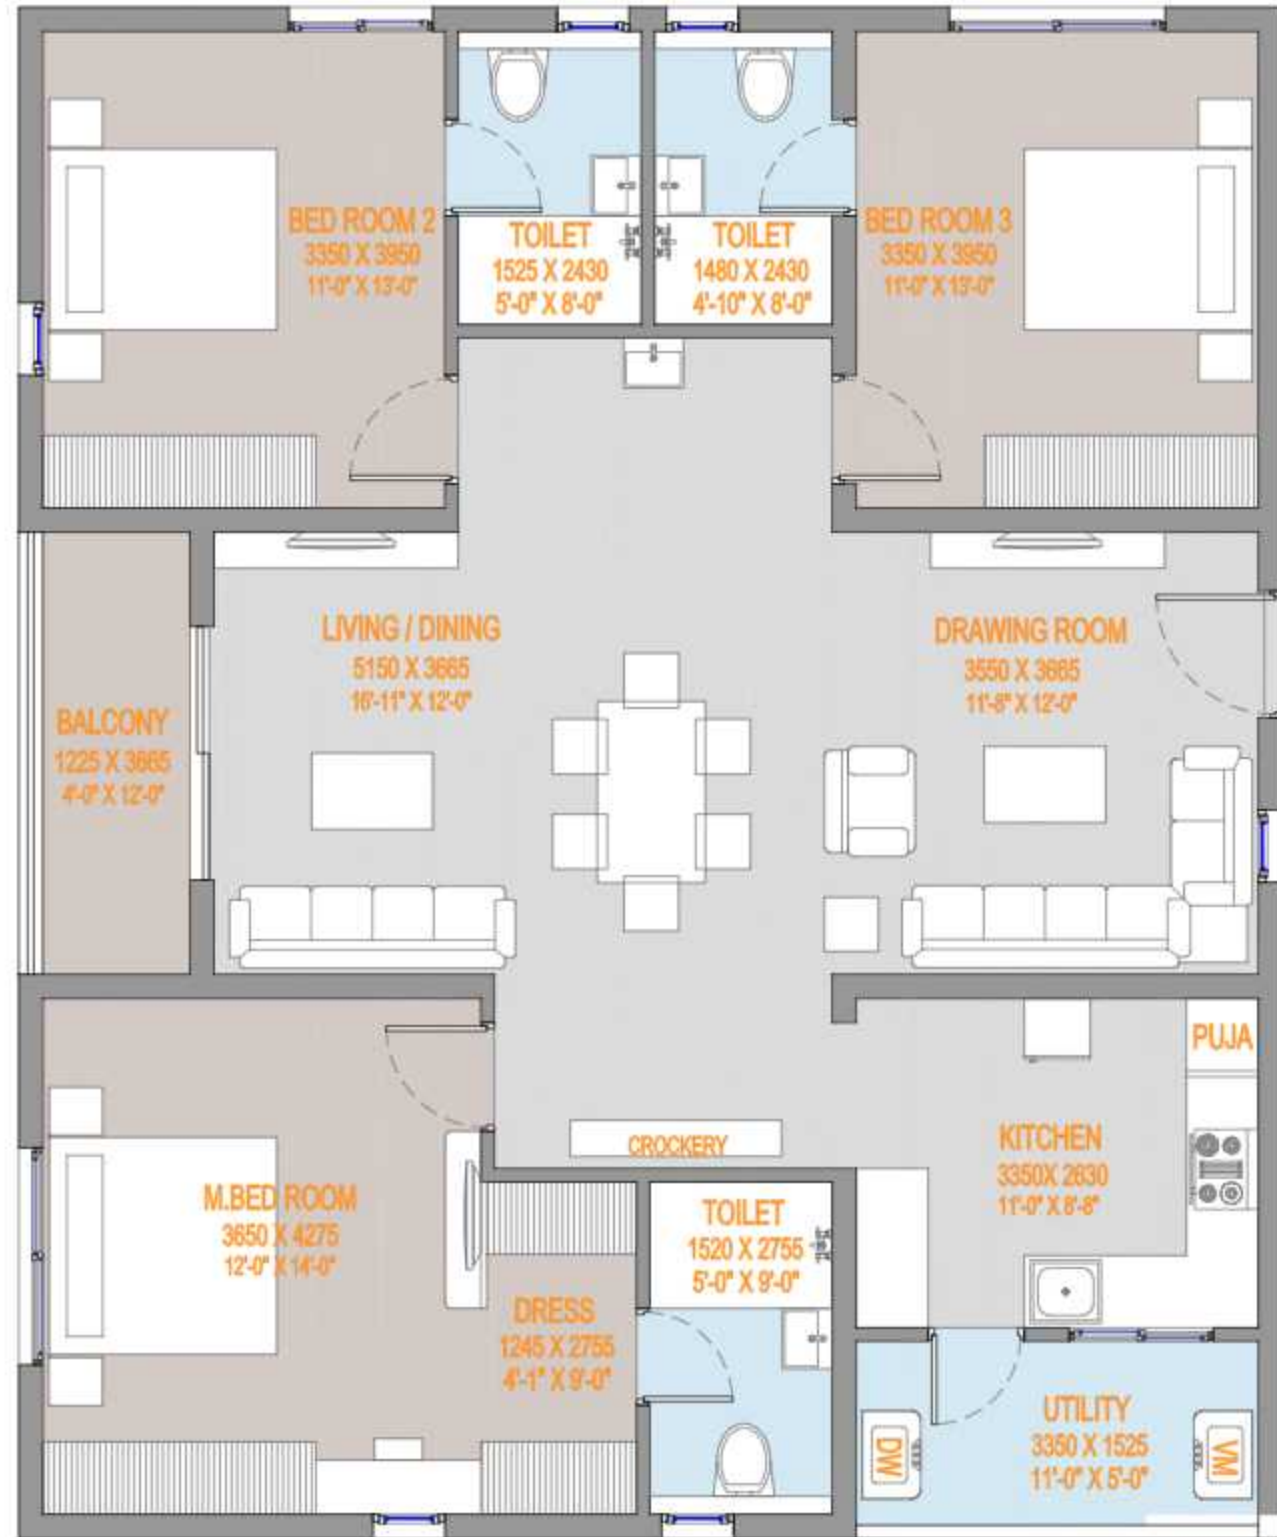 BED ROOM 2
3350 X 3950
11'-0" X 13'-0"
TOILET
1525 X 2430
5'-0" X 8'-0"
TOILET
1480 X 2430
4'-10" X 8'-0"
BED ROOM 3
3350 X 3950
11'-0" X 13'-0"
LIVING / DINING
5150 X 3665
16'-11" X 12'-0"
DRAWING ROOM
3550 X 3665
11'-8" X 12'-0"
BALCONY
1225 X 3665
4'-0" X 12'-0"
PUJA
KITCHEN
3350X 2630
11'-0" X 8'-8"
CROCKERY
M.BED ROOM
3650 X 4275
12'-0" X 14'-0"
TOILET
1520 X 2755
5'-0" X 9'-0"
DRESS
1245 X 2755
4'-1" X 9'-0"
UTILITY
3350 X 1525
11'-0" X 5'-0"
DW
VM